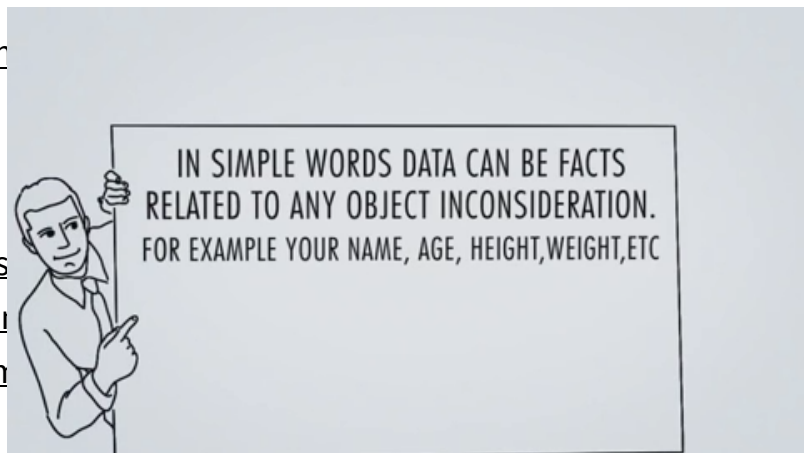 IN SIMPLE WORDS DATA CAN BE FACTS
RELATED TO ANY OBJECT INCONSIDERATION.
FOR EXAMPLE YOUR NAME, AGE, HEIGHT,WEIGHT,ETC